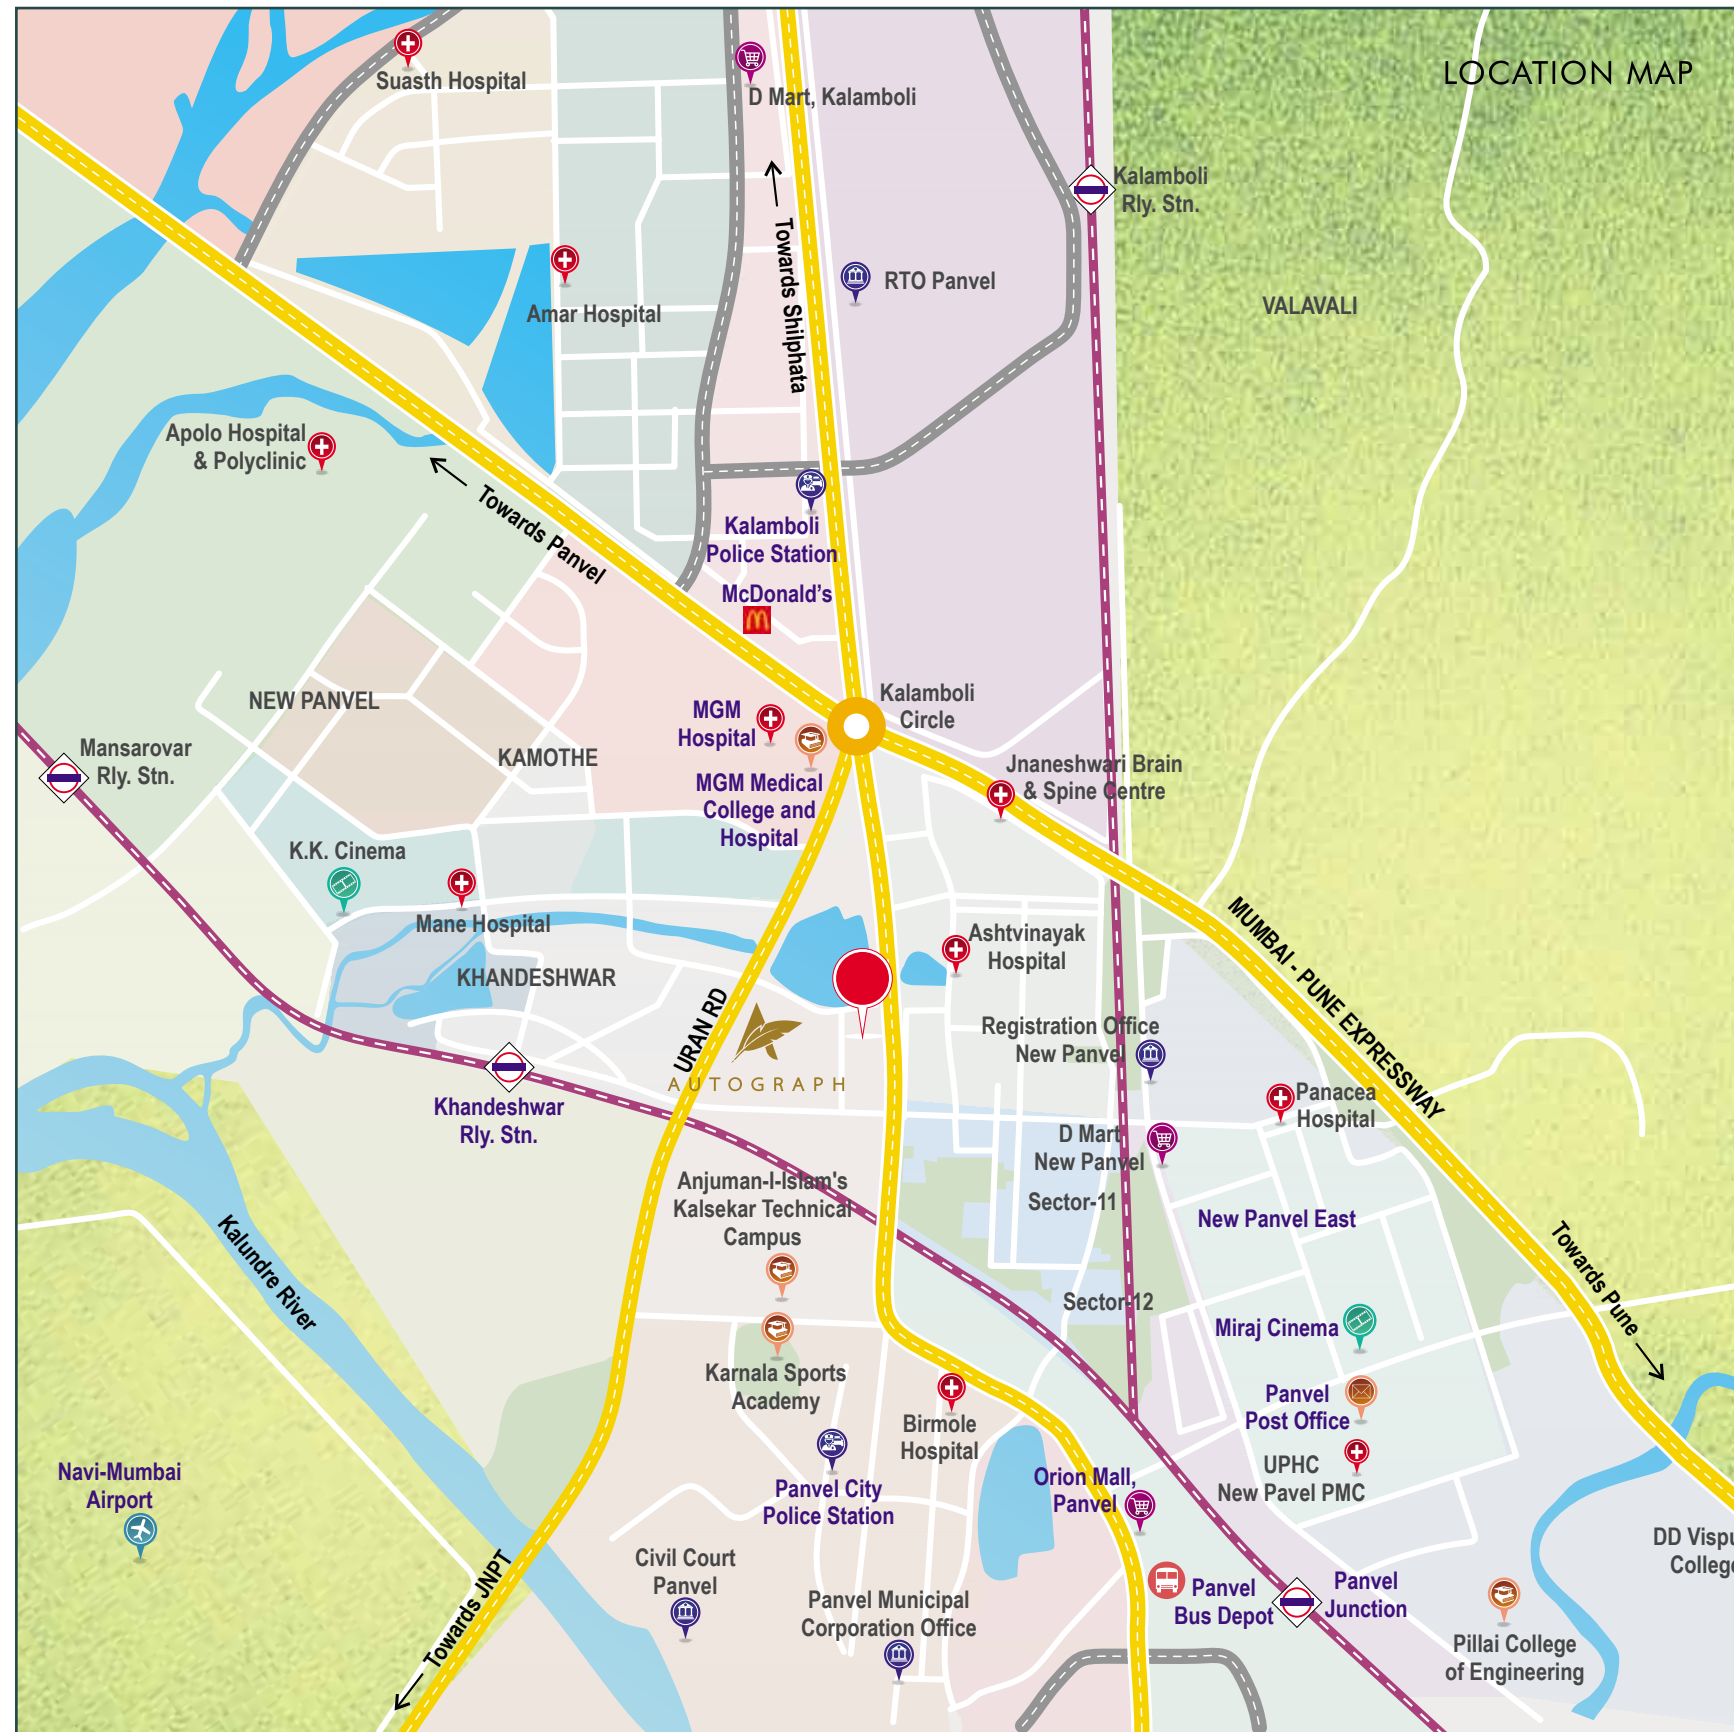 LOCATION MAP
Suasth Hospital
D Mart, Kalamboli
Kalamboli
Rly. Stn.
Towards Shilphata
RTO Panvel
VALAVALI
Amar Hospital
Apolo Hospital
& Polyclinic
Towards Panvel
Kalamboli
Police Station
McDonald's
NEW PANVEL
Kalamboli
Circle
MGM
Hospital
Mansarovar
Rly. Stn.
KAMOTHE
Jnaneshwari Brain
& Spine Centre
MGM Medical
College and
Hospital
K.K. Cinema
Mane Hospital
KHANDESHWAR
Ashtvinayak
Hospital
MUMBAI - PUNE EXPRESSWAY
URAN RD
Registration Office
New Panvel
AUTOGRAPH
Khandeshwar
Rly. Stn.
Panacea
Hospital
D Mart
New Panvel
Anjuman-I-Islam's
Kalsekar Technical
Campus
Sector-11
New Panvel East
Kalundre River
Towards Pune
Sector-12
Miraj Cinema
Karnala Sports
Academy
Panvel
Post Office
Birmole
Hospital
UPHC
New Pavel PMC
Navi-Mumbai
Airport
Panvel City
Police Station
Orion Mall,
Panvel
DD Vispu
College
Towards JNPT
Civil Court
Panvel
Panvel Municipal
Corporation Office
Panvel
Bus Depot
Panvel
Junction
Pillai College
of Engineering